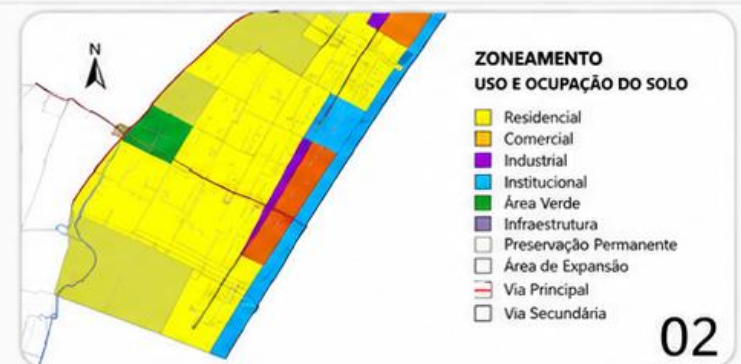 N
ZONEAMENTO
USO E OCUPAÇÃO DO SOLO
Residencial
Comercial
Industrial
Institucional
Área Verde
Infraestrutura
Preservação Permanente
Área de Expansão
Via Principal
Via Secundária
02